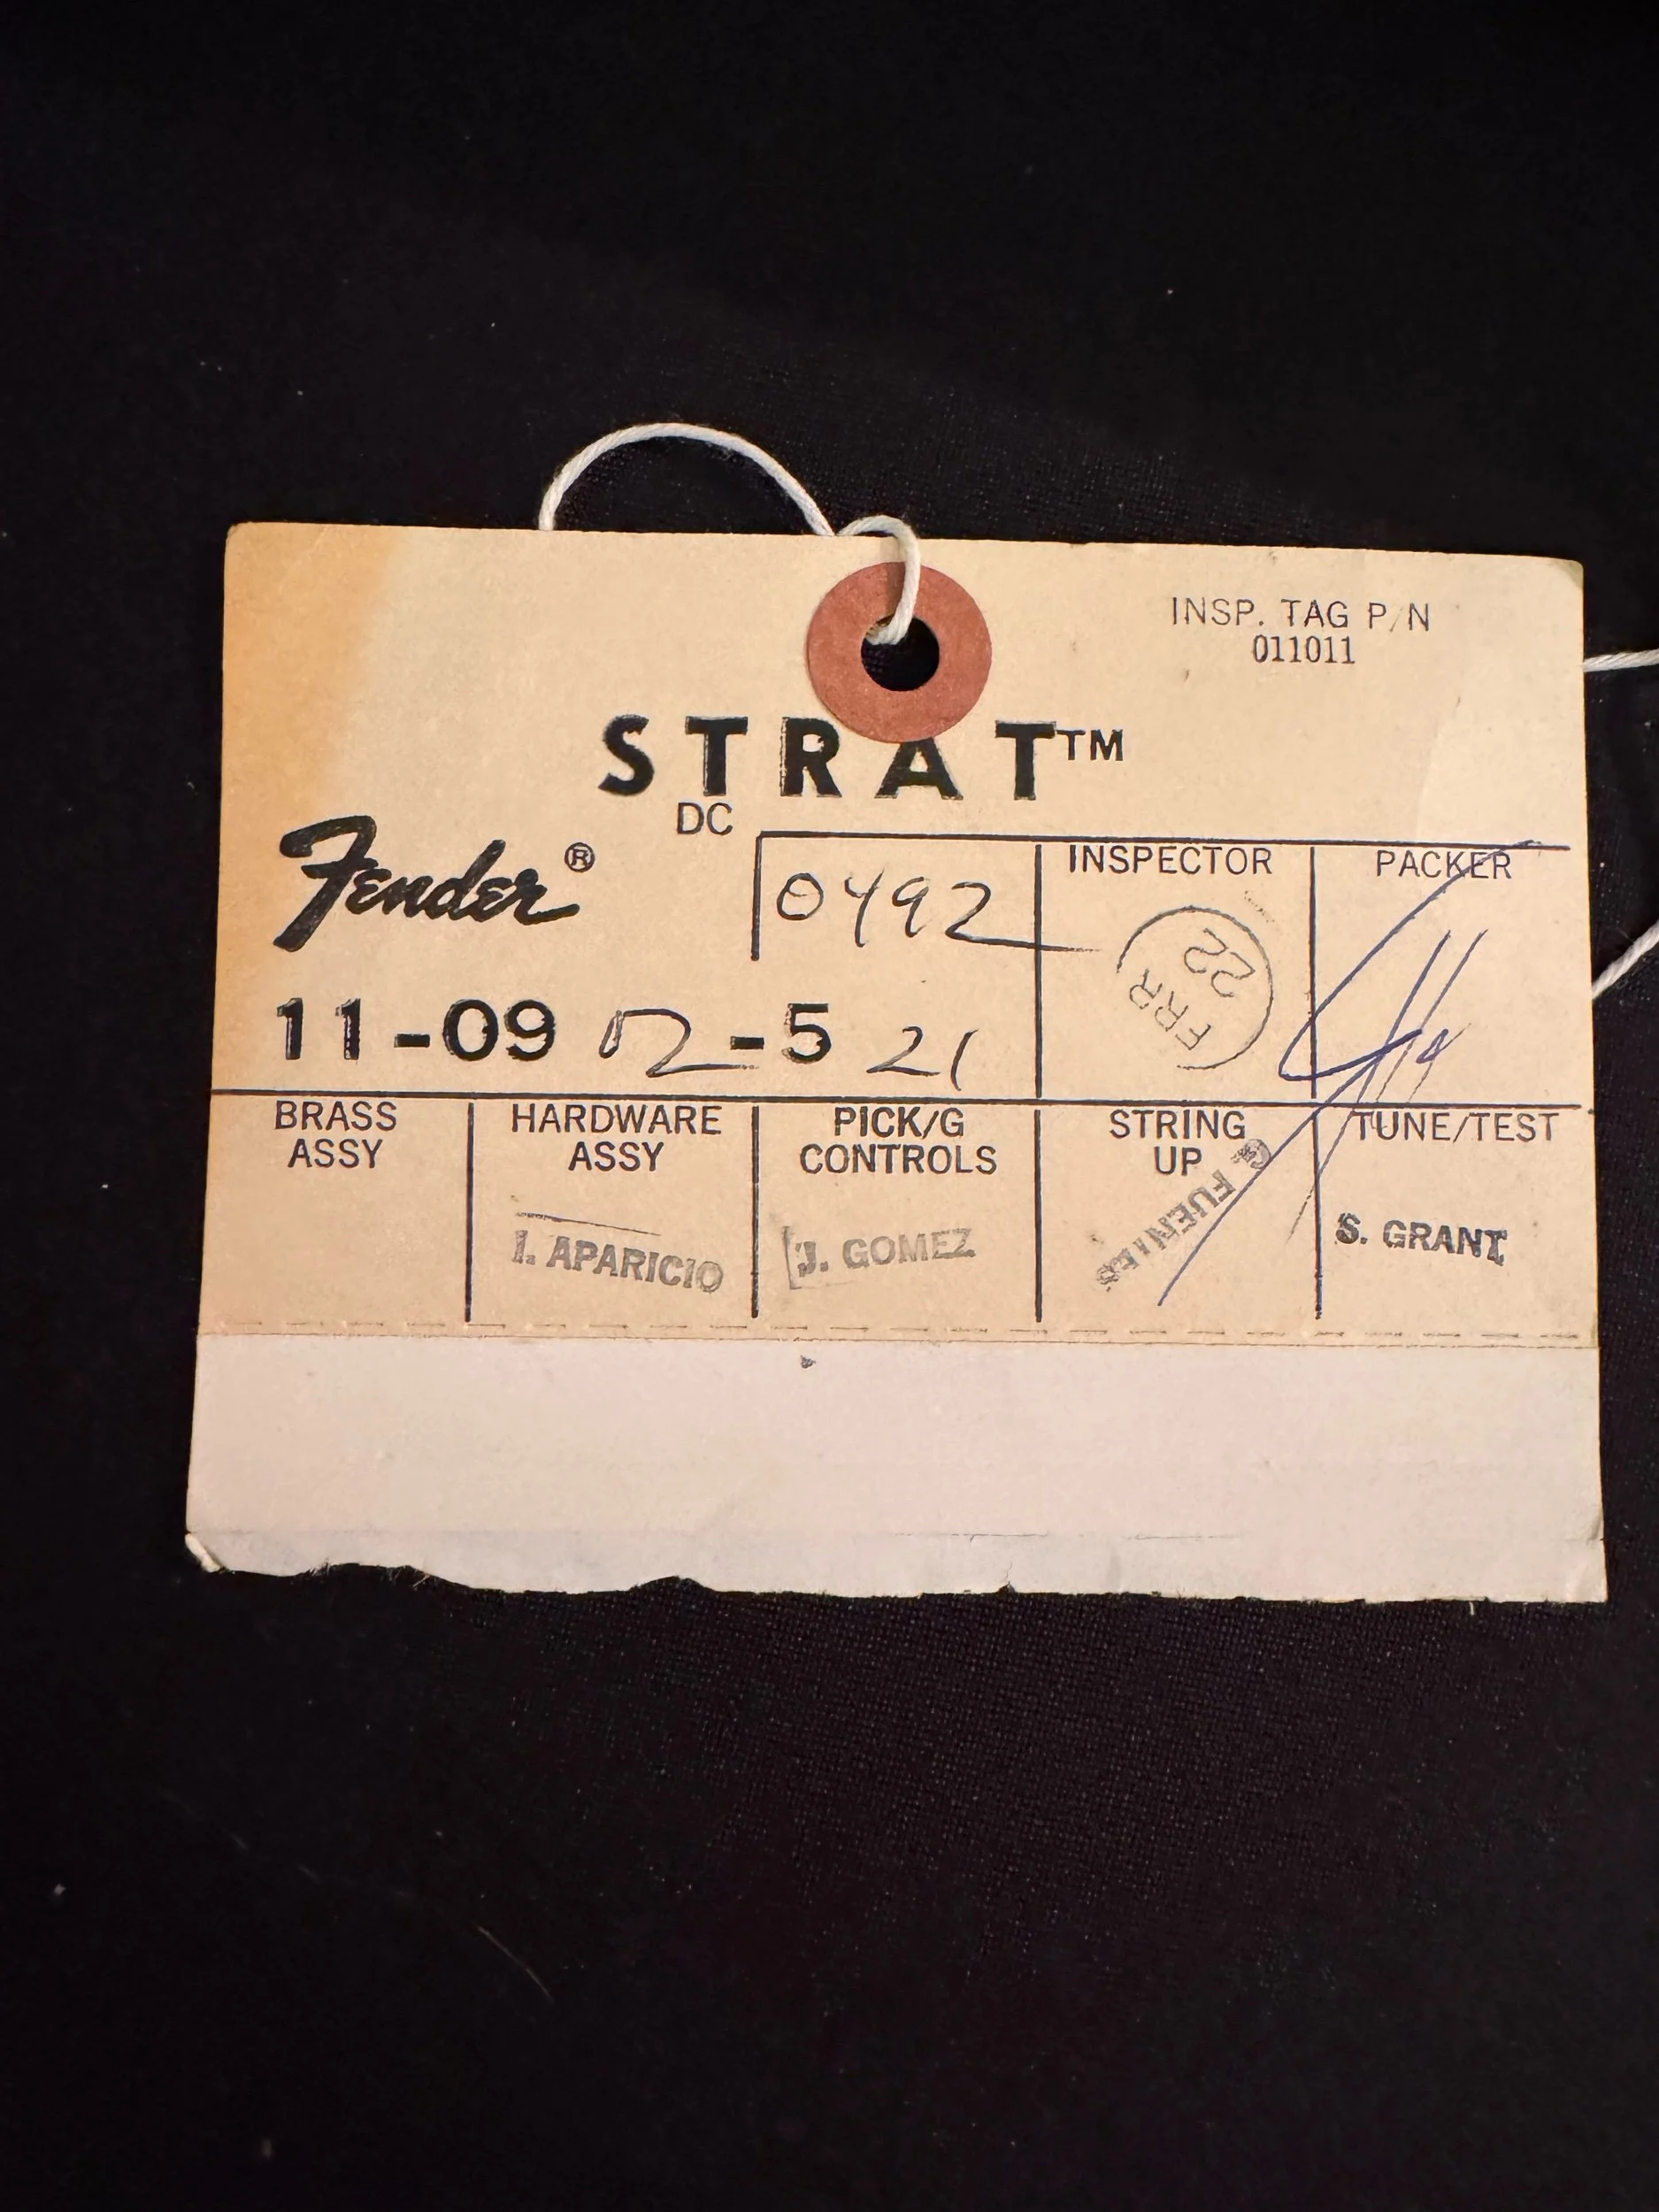 INSP. TAG P/N
011011
STRAT™
DC
Fender®
0492
INSPECTOR
PACKER
FRR
22
11-09 02-5 21
BRASS
ASSY
HARDWARE
ASSY
PICK/G
CONTROLS
STRING
UP
TUNE/TEST
I. APARICIO
J. GOMEZ
G. FUENTES
S. GRANT